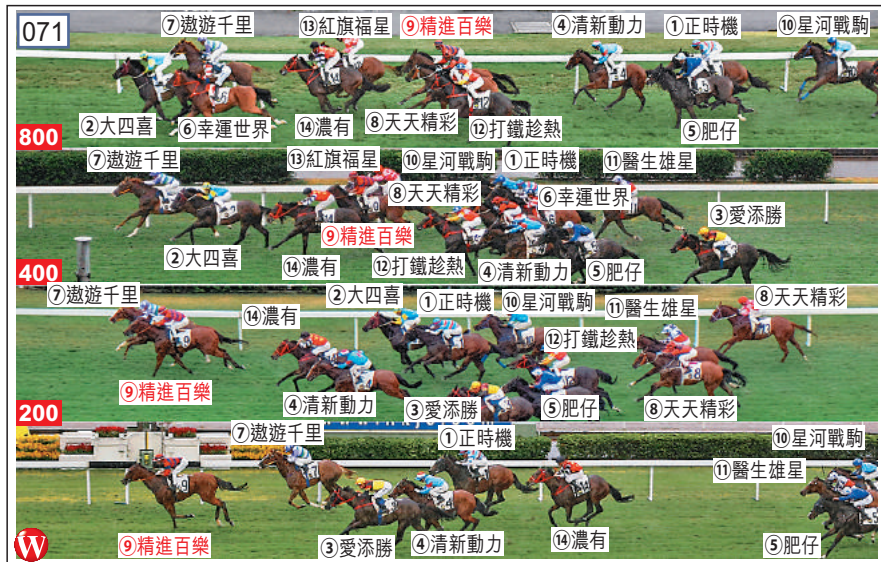 071
⑦遨遊千里 ⑬紅旗福星 ⑨精進百樂 ④清新動力 ①正時機 ⑩星河戰駒
②大四喜 ⑥幸運世界 ⑭濃有 ⑧天天精彩 ⑫打鐵趁熱 ⑤肥仔
800
⑦遨遊千里 ⑬紅旗福星 ⑩星河戰駒 ①正時機 ⑪醫生雄星
⑧天天精彩 ⑥幸運世界 ③愛添勝
②大四喜 ⑭濃有 ⑨精進百樂 ⑫打鐵趁熱 ④清新動力 ⑤肥仔
400
⑦遨遊千里 ⑭濃有 ②大四喜 ①正時機 ⑩星河戰駒 ⑪醫生雄星 ⑧天天精彩
⑫打鐵趁熱
⑨精進百樂 ④清新動力 ③愛添勝 ⑤肥仔 ⑧天天精彩
200
⑦遨遊千里 ①正時機 ⑩星河戰駒
⑪醫生雄星
⑨精進百樂 ③愛添勝 ④清新動力 ⑭濃有 ⑤肥仔
W